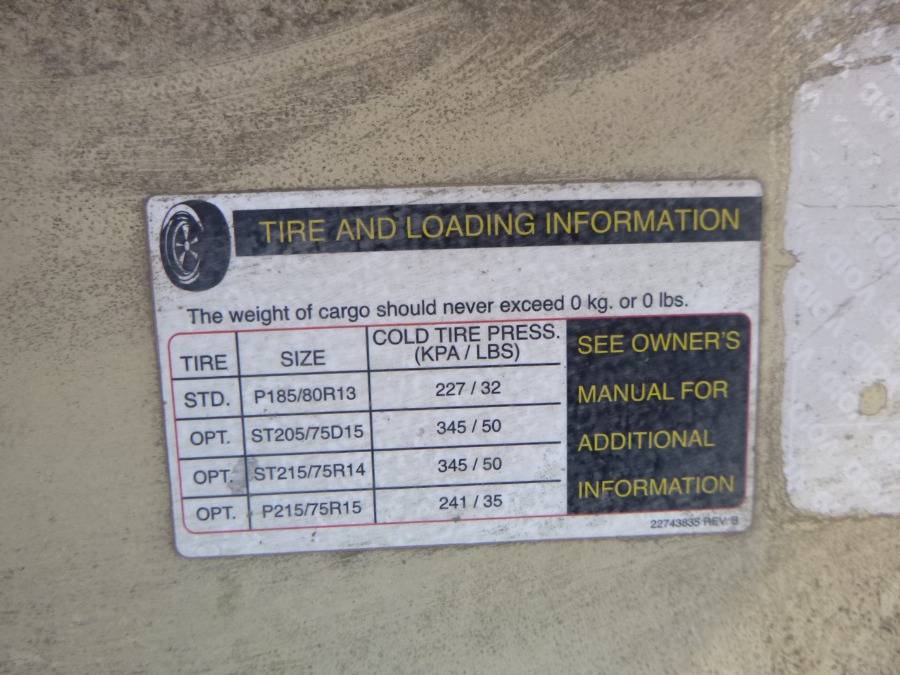 TIRE AND LOADING INFORMATION
The weight of cargo should never exceed 0 kg. or 0 lbs.
TIRE SIZE COLD TIRE PRESS. (KPA / LBS)
STD. P185/80R13 227 / 32
OPT. ST205/75D15 345 / 50
OPT. ST215/75R14 345 / 50
OPT. P215/75R15 241 / 35
SEE OWNER'S
MANUAL FOR
ADDITIONAL
INFORMATION
22743835 REV. B